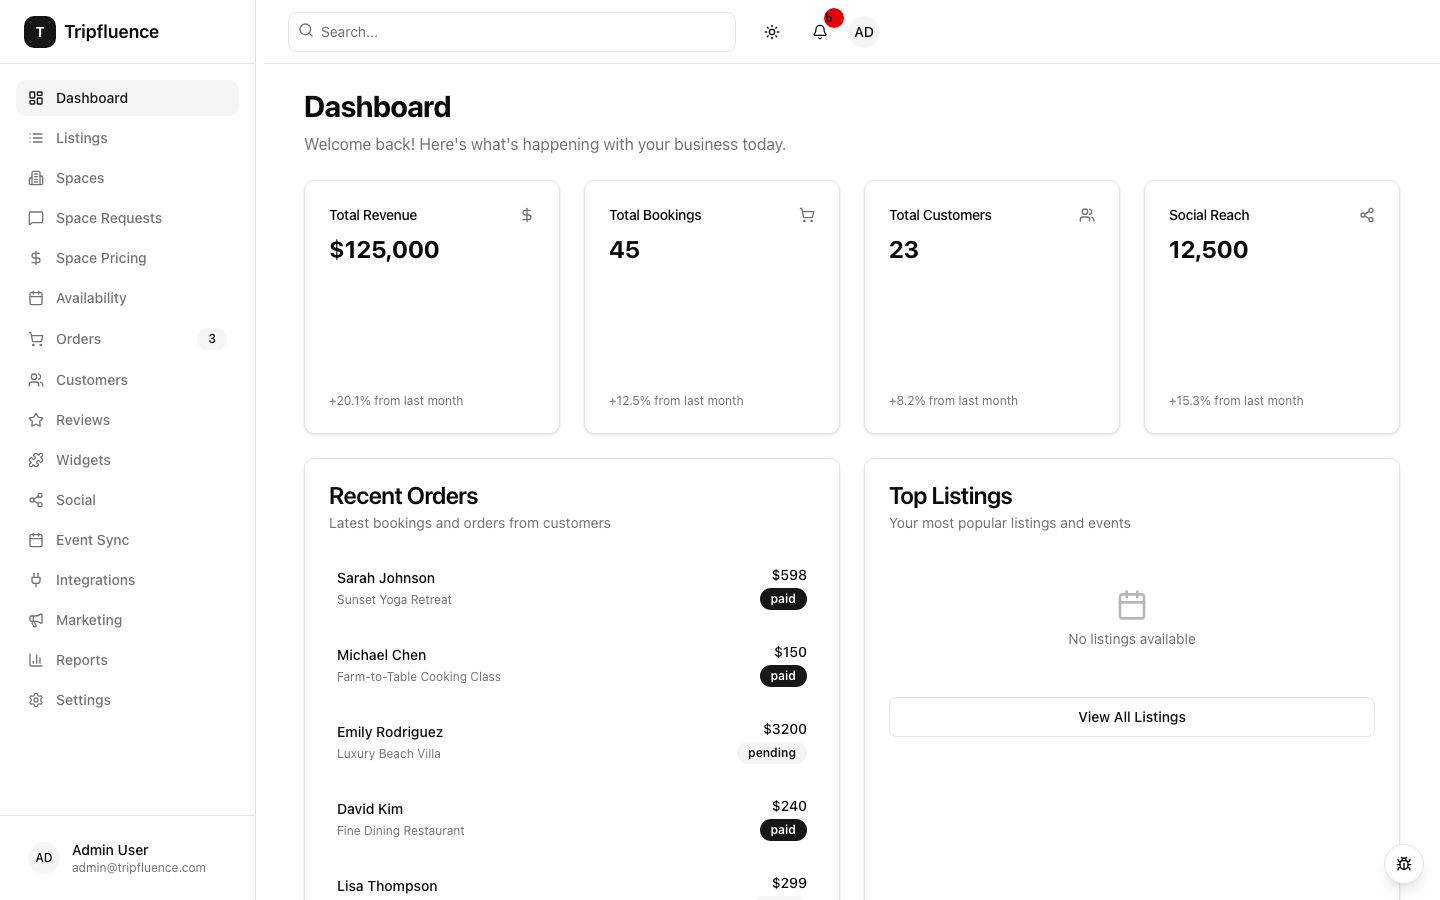 T Tripfluence
Search...
5
AD
Dashboard
Listings
Spaces
Space Requests
Space Pricing
Availability
Orders 3
Customers
Reviews
Widgets
Social
Event Sync
Integrations
Marketing
Reports
Settings
AD
Admin User
admin@tripfluence.com
Dashboard
Welcome back! Here's what's happening with your business today.
Total Revenue
$125,000
+20.1% from last month
Total Bookings
45
+12.5% from last month
Total Customers
23
+8.2% from last month
Social Reach
12,500
+15.3% from last month
Recent Orders
Latest bookings and orders from customers
Sarah Johnson
Sunset Yoga Retreat
$598
paid
Michael Chen
Farm-to-Table Cooking Class
$150
paid
Emily Rodriguez
Luxury Beach Villa
$3200
pending
David Kim
Fine Dining Restaurant
$240
paid
Lisa Thompson
$299
Top Listings
Your most popular listings and events
No listings available
View All Listings